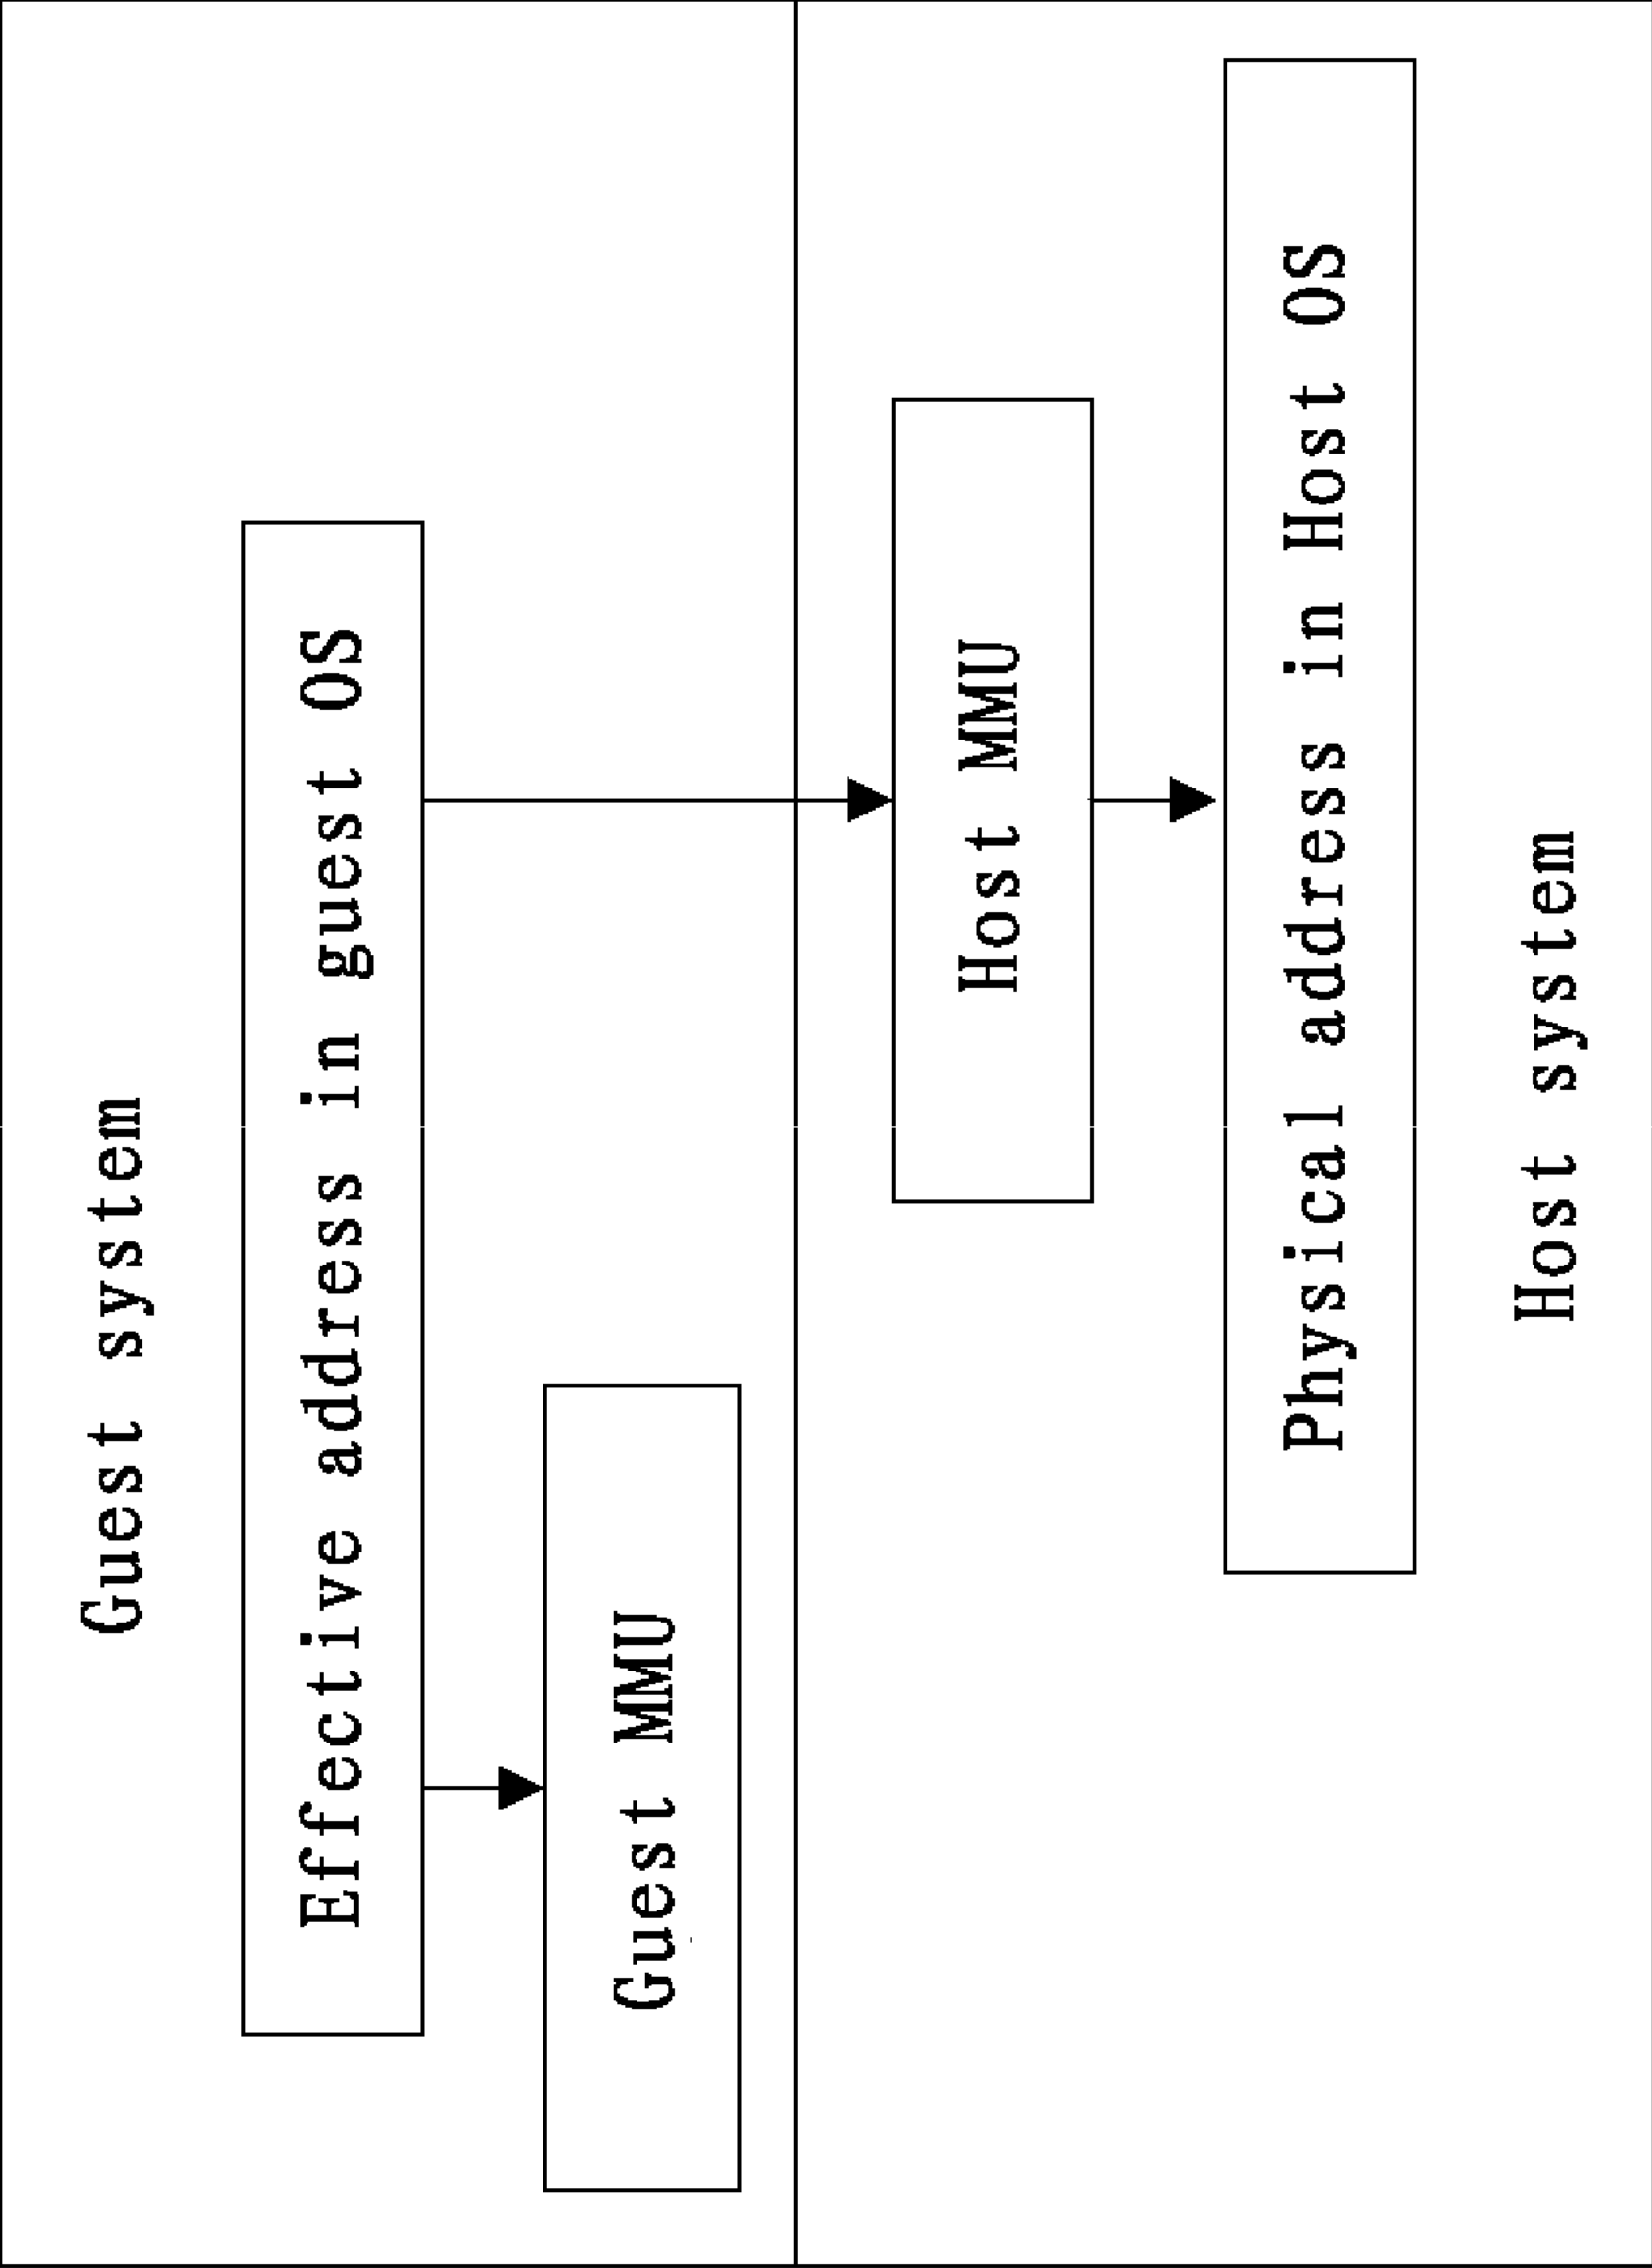 Guest system
Effective address in guest OS
Guest MMU
Host MMU
Physical address in Host OS
Host system